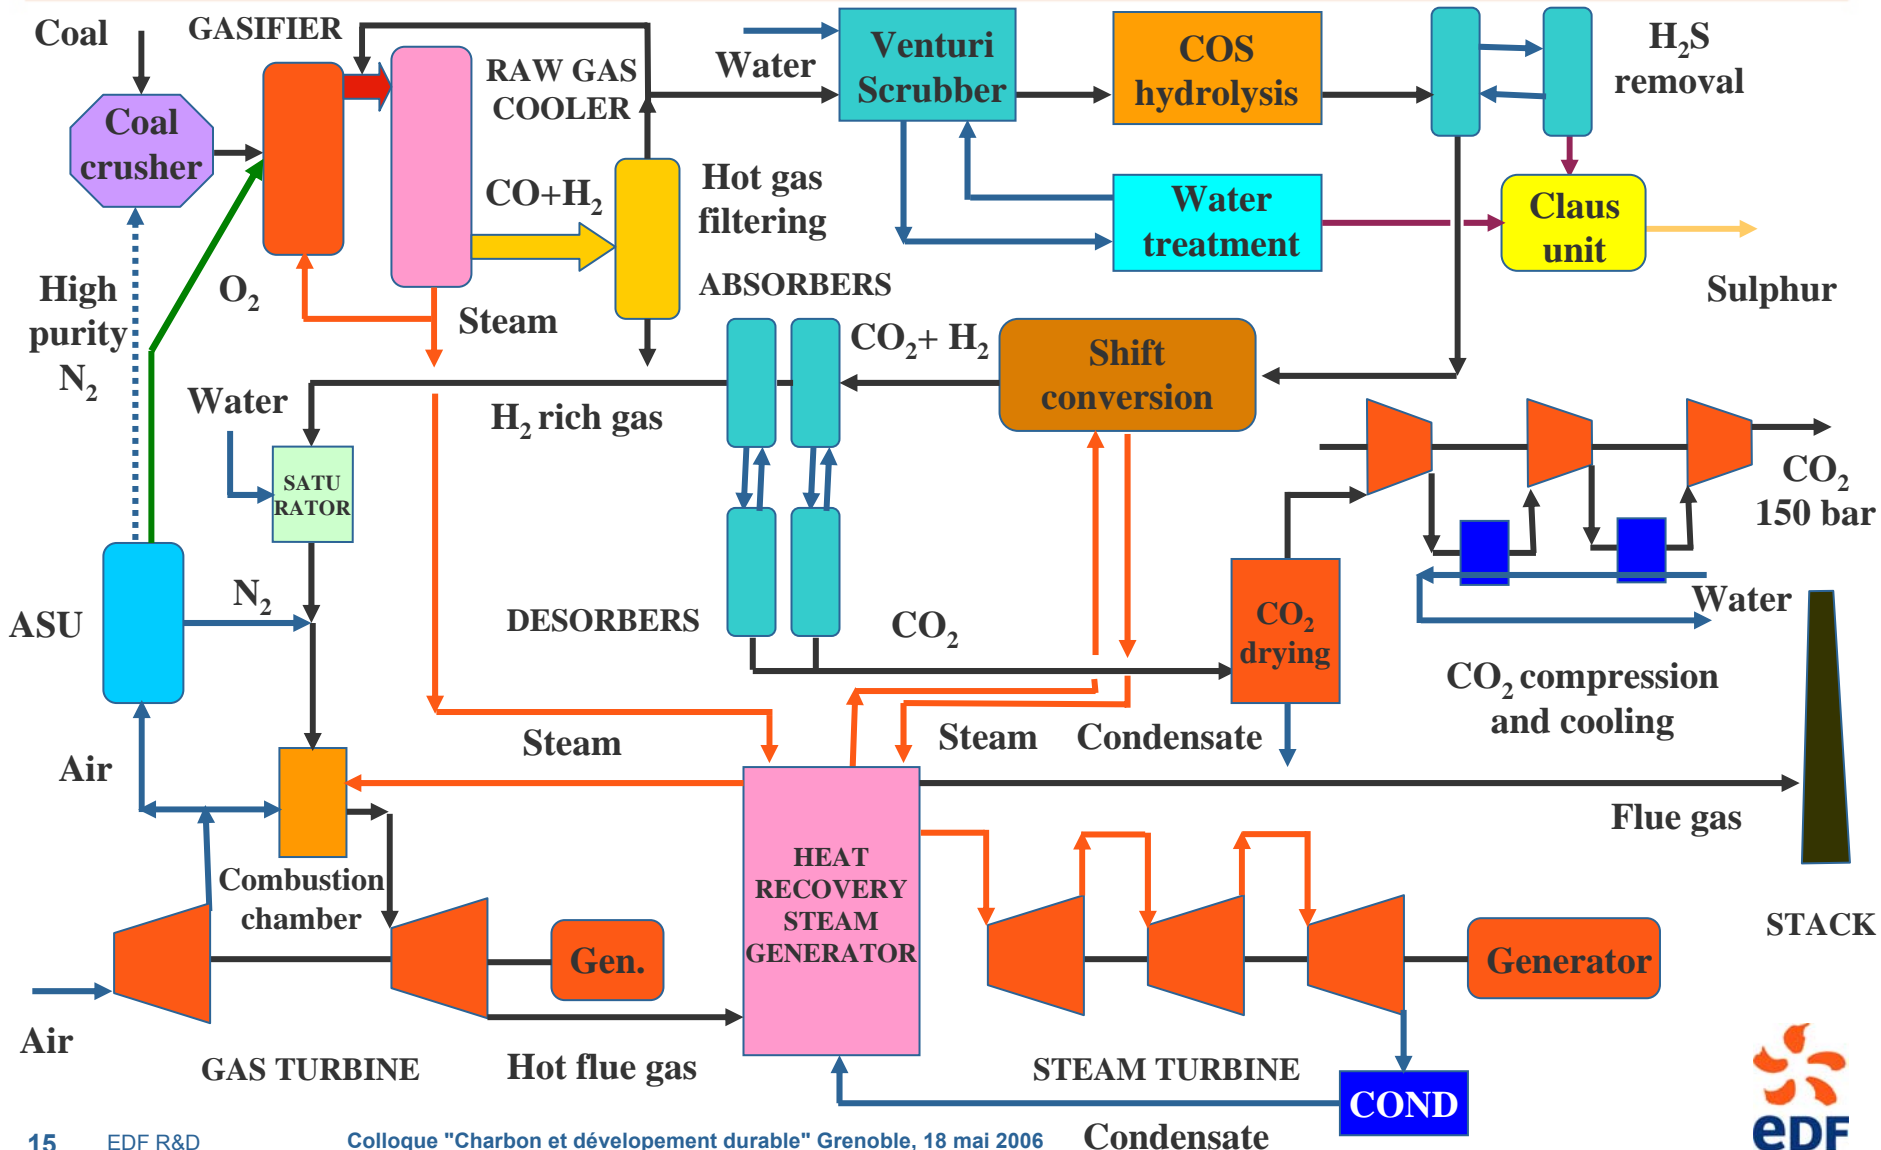 Coal
GASIFIER
Coal
crusher
RAW GAS
COOLER
Water
Venturi
Scrubber
COS
hydrolysis
H₂S
removal
CO+H₂
Hot gas
filtering
Water
treatment
Claus
unit
Sulphur
High
purity
N₂
O₂
Steam
ABSORBERS
CO₂+ H₂
Shift
conversion
Water
H₂ rich gas
SATU
RATOR
CO₂
150 bar
ASU
N₂
DESORBERS
CO₂
CO₂
drying
Water
CO₂ compression
and cooling
Air
Steam
Steam
Condensate
Flue gas
Combustion
chamber
HEAT
RECOVERY
STEAM
GENERATOR
Gen.
Generator
STACK
Air
GAS TURBINE
Hot flue gas
STEAM TURBINE
COND
Condensate
15 EDF R&D Colloque "Charbon et dévelopement durable" Grenoble, 18 mai 2006
eDF